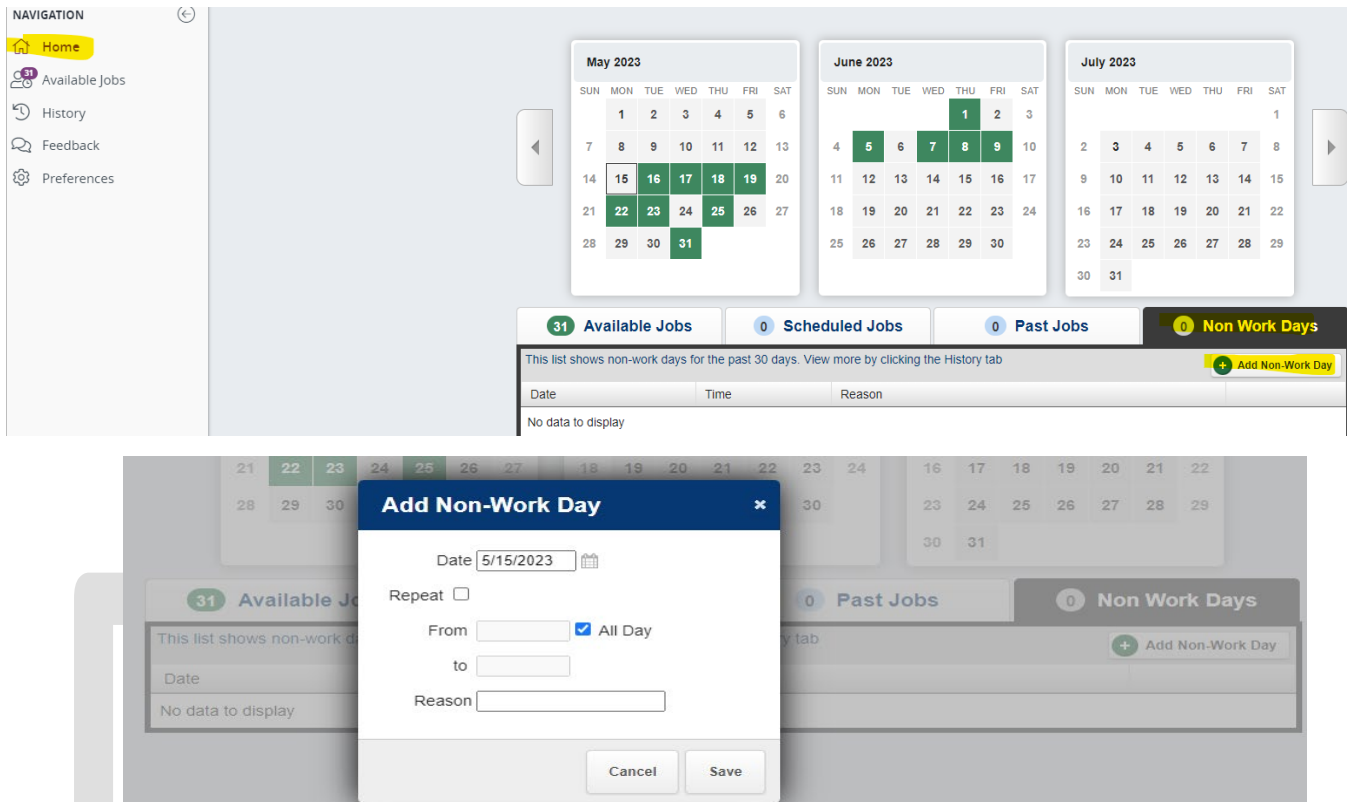 NAVIGATION
Home
31
Available Jobs
History
Feedback
Preferences
May 2023
SUN MON TUE WED THU FRI SAT
1 2 3 4 5 6
7 8 9 10 11 12 13
14 15 16 17 18 19 20
21 22 23 24 25 26 27
28 29 30 31
June 2023
SUN MON TUE WED THU FRI SAT
1 2 3
4 5 6 7 8 9 10
11 12 13 14 15 16 17
18 19 20 21 22 23 24
25 26 27 28 29 30
July 2023
SUN MON TUE WED THU FRI SAT
1
2 3 4 5 6 7 8
9 10 11 12 13 14 15
16 17 18 19 20 21 22
23 24 25 26 27 28 29
30 31
31 Available Jobs 0 Scheduled Jobs 0 Past Jobs 0 Non Work Days
This list shows non-work days for the past 30 days. View more by clicking the History tab
+ Add Non-Work Day
Date Time Reason
No data to display
21 22 23 24 25 26 27 18 19 20 21 22 23 24 16 17 18 19 20 21 22
28 29 30 30 23 24 25 26 27 28 29
30 31
Add Non-Work Day ×
Date 5/15/2023
Repeat
From All Day
to
Reason
Cancel Save
31 Available Jo 0 Past Jobs 0 Non Work Days
This list shows non-work d y tab
+ Add Non-Work Day
Date
No data to display